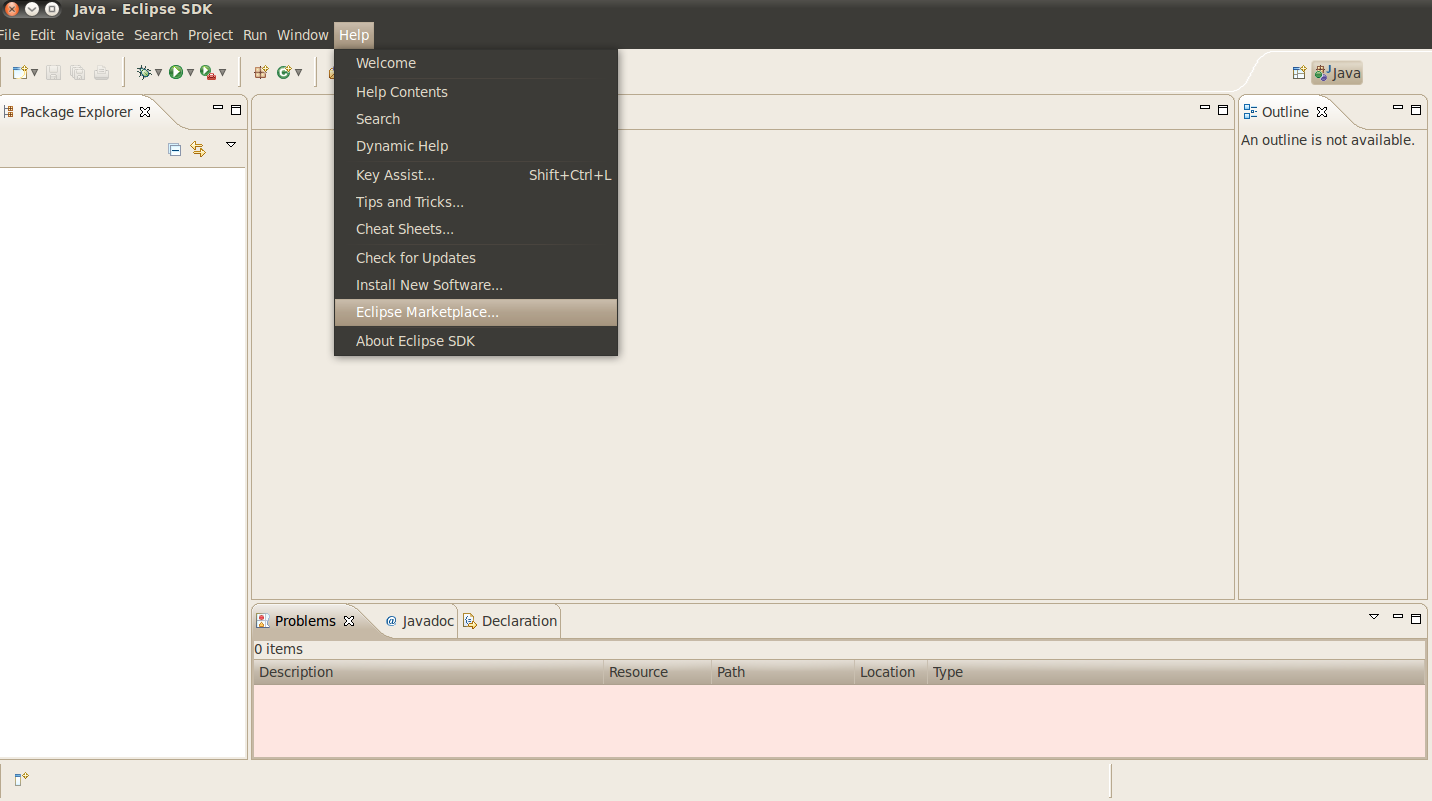 Java - Eclipse SDK
File Edit Navigate Search Project Run Window Help
Welcome
Help Contents
Search
Dynamic Help
Key Assist... Shift+Ctrl+L
Tips and Tricks...
Cheat Sheets...
Check for Updates
Install New Software...
Eclipse Marketplace...
About Eclipse SDK
Java
Package Explorer
Outline
An outline is not available.
Problems @ Javadoc Declaration
0 items
Description Resource Path Location Type